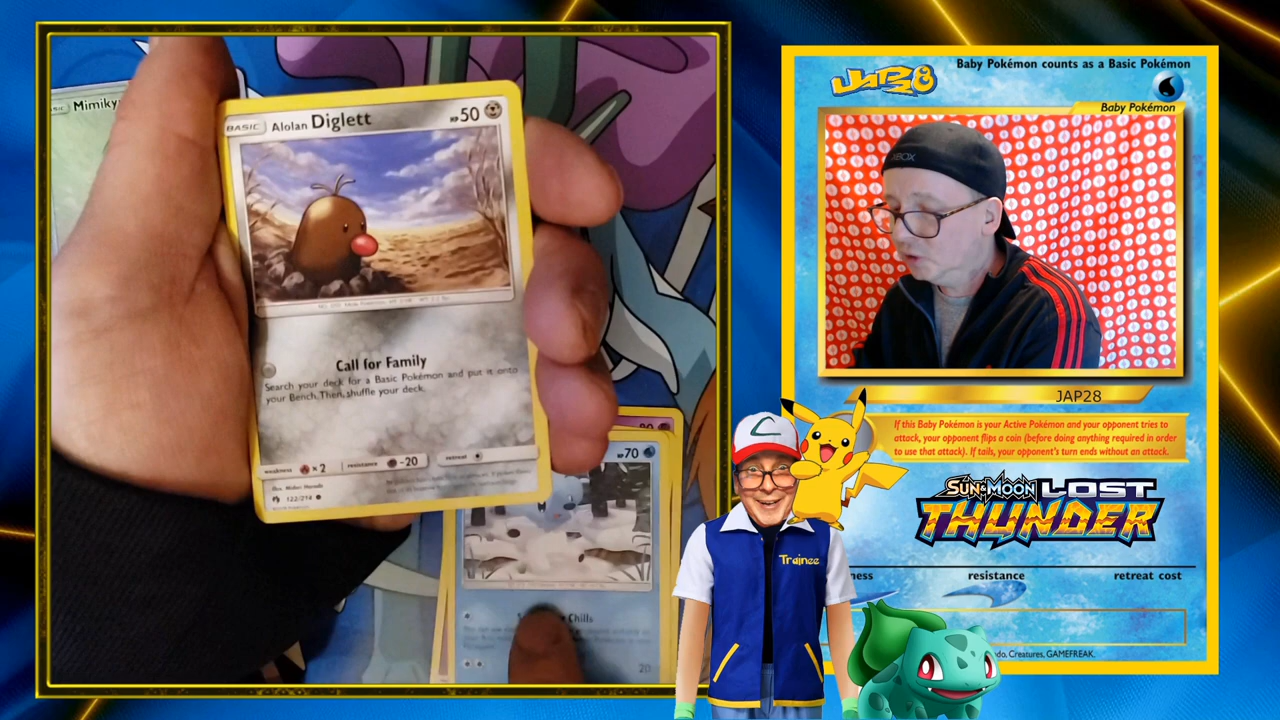 Mimiky
BASIC Alolan Diglett HP 50
Call for Family
Search your deck for a Basic Pokémon and put it onto
your Bench. Then, shuffle your deck.
weakness ×2 resistance -20 retreat
122/214
HP 70
Chills
20
JAP28
Baby Pokémon counts as a Basic Pokémon
Baby Pokémon
XBOX
JAP28
If this Baby Pokémon is your Active Pokémon and your opponent tries to
attack, your opponent flips a coin (before doing anything required in order
to use that attack). If tails, your opponent's turn ends without an attack.
SUN & MOON LOST
THUNDER
ness resistance retreat cost
do. Creatures, GAMEFREAK.
Trainee